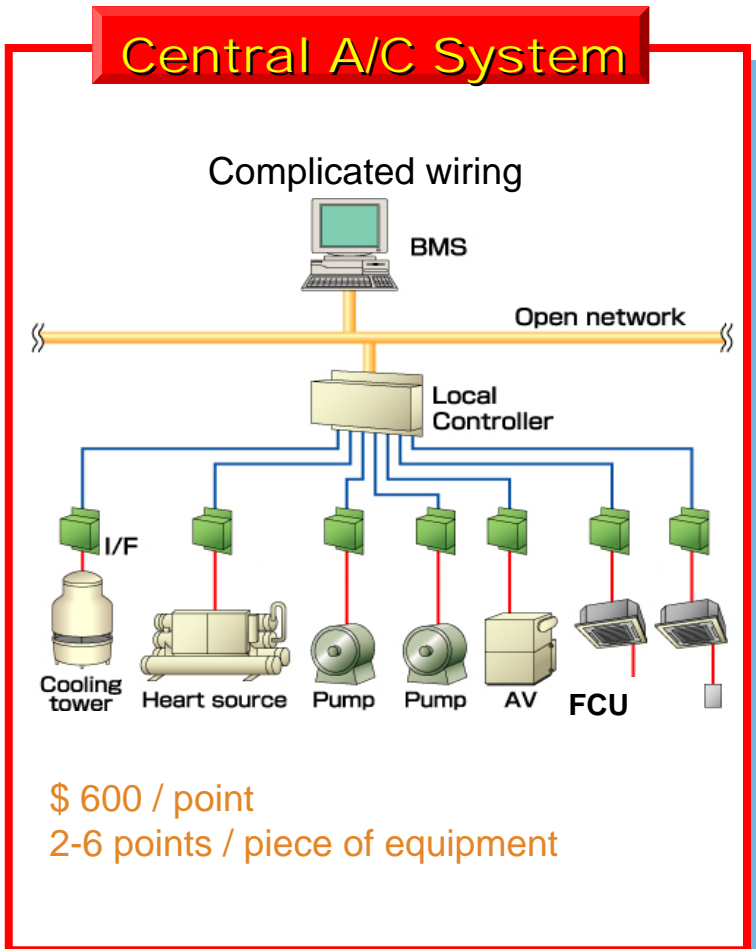 Central A/C System
Complicated wiring
BMS
Open network
Local
Controller
I/F
Cooling
tower
Heart source
Pump
Pump
AV
FCU
$ 600 / point
2-6 points / piece of equipment